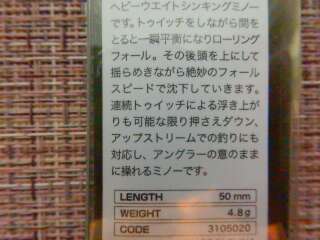 ヘビーウエイトシンキングミノー
です。トゥイッチをしながら間を
とると一瞬平衡になりローリング
フォール。その後頭を上にして
揺らめきながら絶妙のフォール
スピードで沈下していきます。
連続トゥイッチによる浮き上が
りも可能な限り押さえダウン、
アップストリームでの釣りにも
対応し、アングラーの意のまま
に操れるミノーです。
LENGTH 50 mm
WEIGHT 4.8 g
CODE 3105020